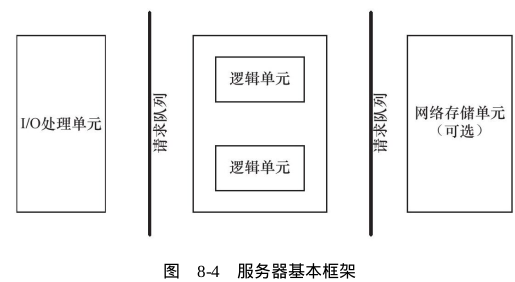 I/O处理单元
请求队列
逻辑单元
逻辑单元
请求队列
网络存储单元
（可选）
图 8-4 服务器基本框架